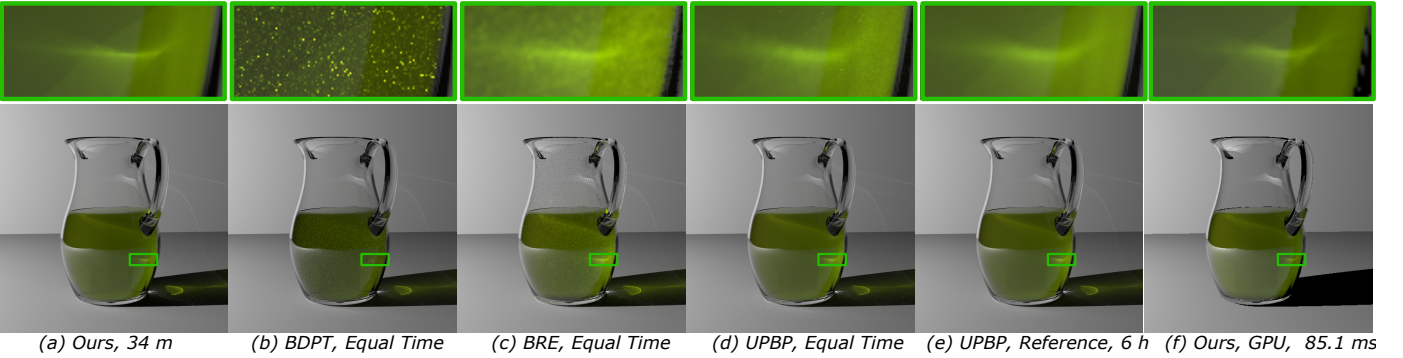 (a) Ours, 34 m
(b) BDPT, Equal Time
(c) BRE, Equal Time
(d) UPBP, Equal Time
(e) UPBP, Reference, 6 h
(f) Ours, GPU, 85.1 ms